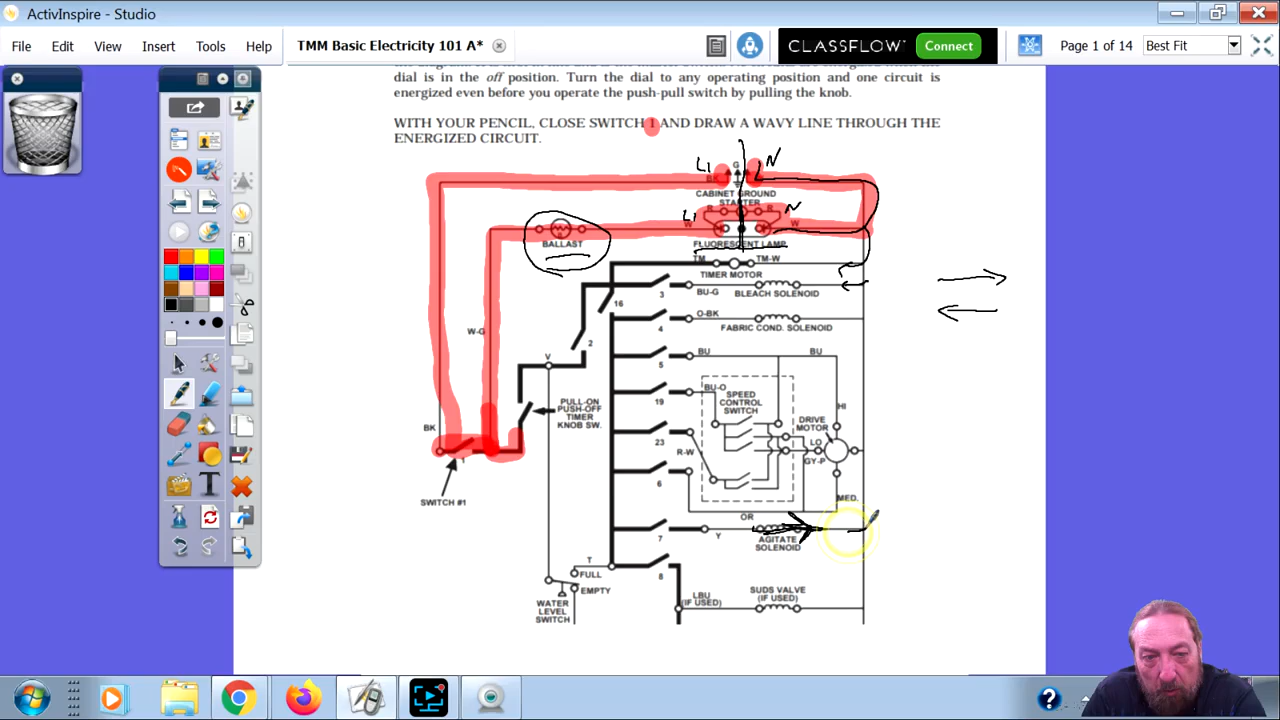 ActivInspire - Studio
File Edit View Insert Tools Help
TMM Basic Electricity 101 A*
CLASSFLOW Connect
Page 1 of 14 Best Fit
dial is in the off position. Turn the dial to any operating position and one circuit is
energized even before you operate the push-pull switch by pulling the knob.
WITH YOUR PENCIL, CLOSE SWITCH 1 AND DRAW A WAVY LINE THROUGH THE
ENERGIZED CIRCUIT.
L1 G N
BK
CABINET GROUND
STARTER
L1 R R N
W W
BALLAST
FLUORESCENT LAMP
TM TM-W
TIMER MOTOR
3 BU-G BLEACH SOLENOID
16
4 O-BK FABRIC COND. SOLENOID
W-G
2
V
5 BU BU
19 BU-O
SPEED
CONTROL
SWITCH
PULL-ON
PUSH-OFF
TIMER
KNOB SW.
HI
BK
DRIVE
MOTOR
23 LO
R-W GY-P
1
6
SWITCH #1
MED.
OR
7 Y AGITATE
SOLENOID
T
FULL
8
EMPTY
WATER
LEVEL
SWITCH
LBU
(IF USED)
SUDS VALVE
(IF USED)